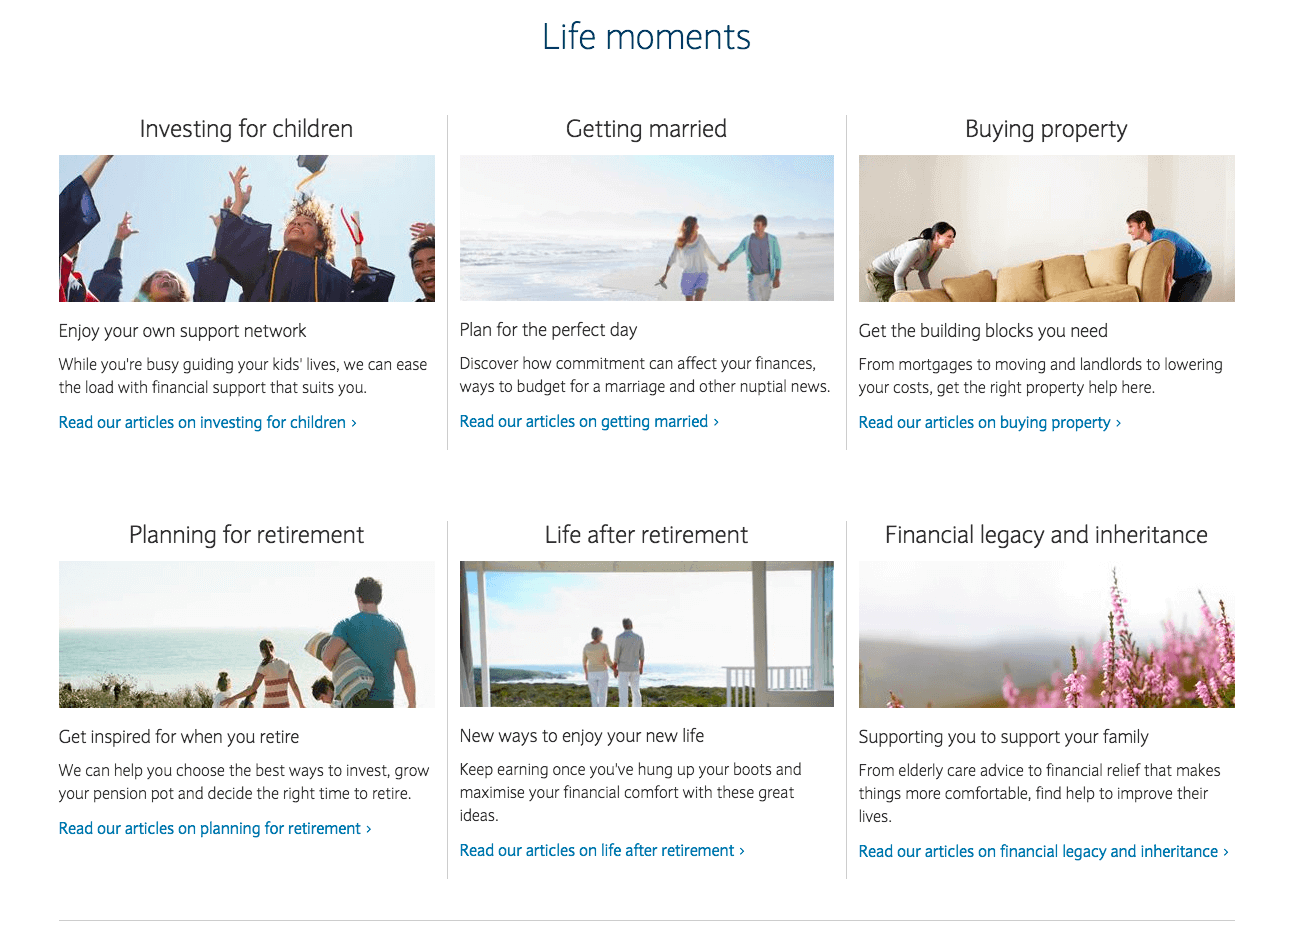 Life moments
Investing for children
Enjoy your own support network
While you're busy guiding your kids' lives, we can ease
the load with financial support that suits you.
Read our articles on investing for children ›
Getting married
Plan for the perfect day
Discover how commitment can affect your finances,
ways to budget for a marriage and other nuptial news.
Read our articles on getting married ›
Buying property
Get the building blocks you need
From mortgages to moving and landlords to lowering
your costs, get the right property help here.
Read our articles on buying property ›
Planning for retirement
Get inspired for when you retire
We can help you choose the best ways to invest, grow
your pension pot and decide the right time to retire.
Read our articles on planning for retirement ›
Life after retirement
New ways to enjoy your new life
Keep earning once you've hung up your boots and
maximise your financial comfort with these great
ideas.
Read our articles on life after retirement ›
Financial legacy and inheritance
Supporting you to support your family
From elderly care advice to financial relief that makes
things more comfortable, find help to improve their
lives.
Read our articles on financial legacy and inheritance ›